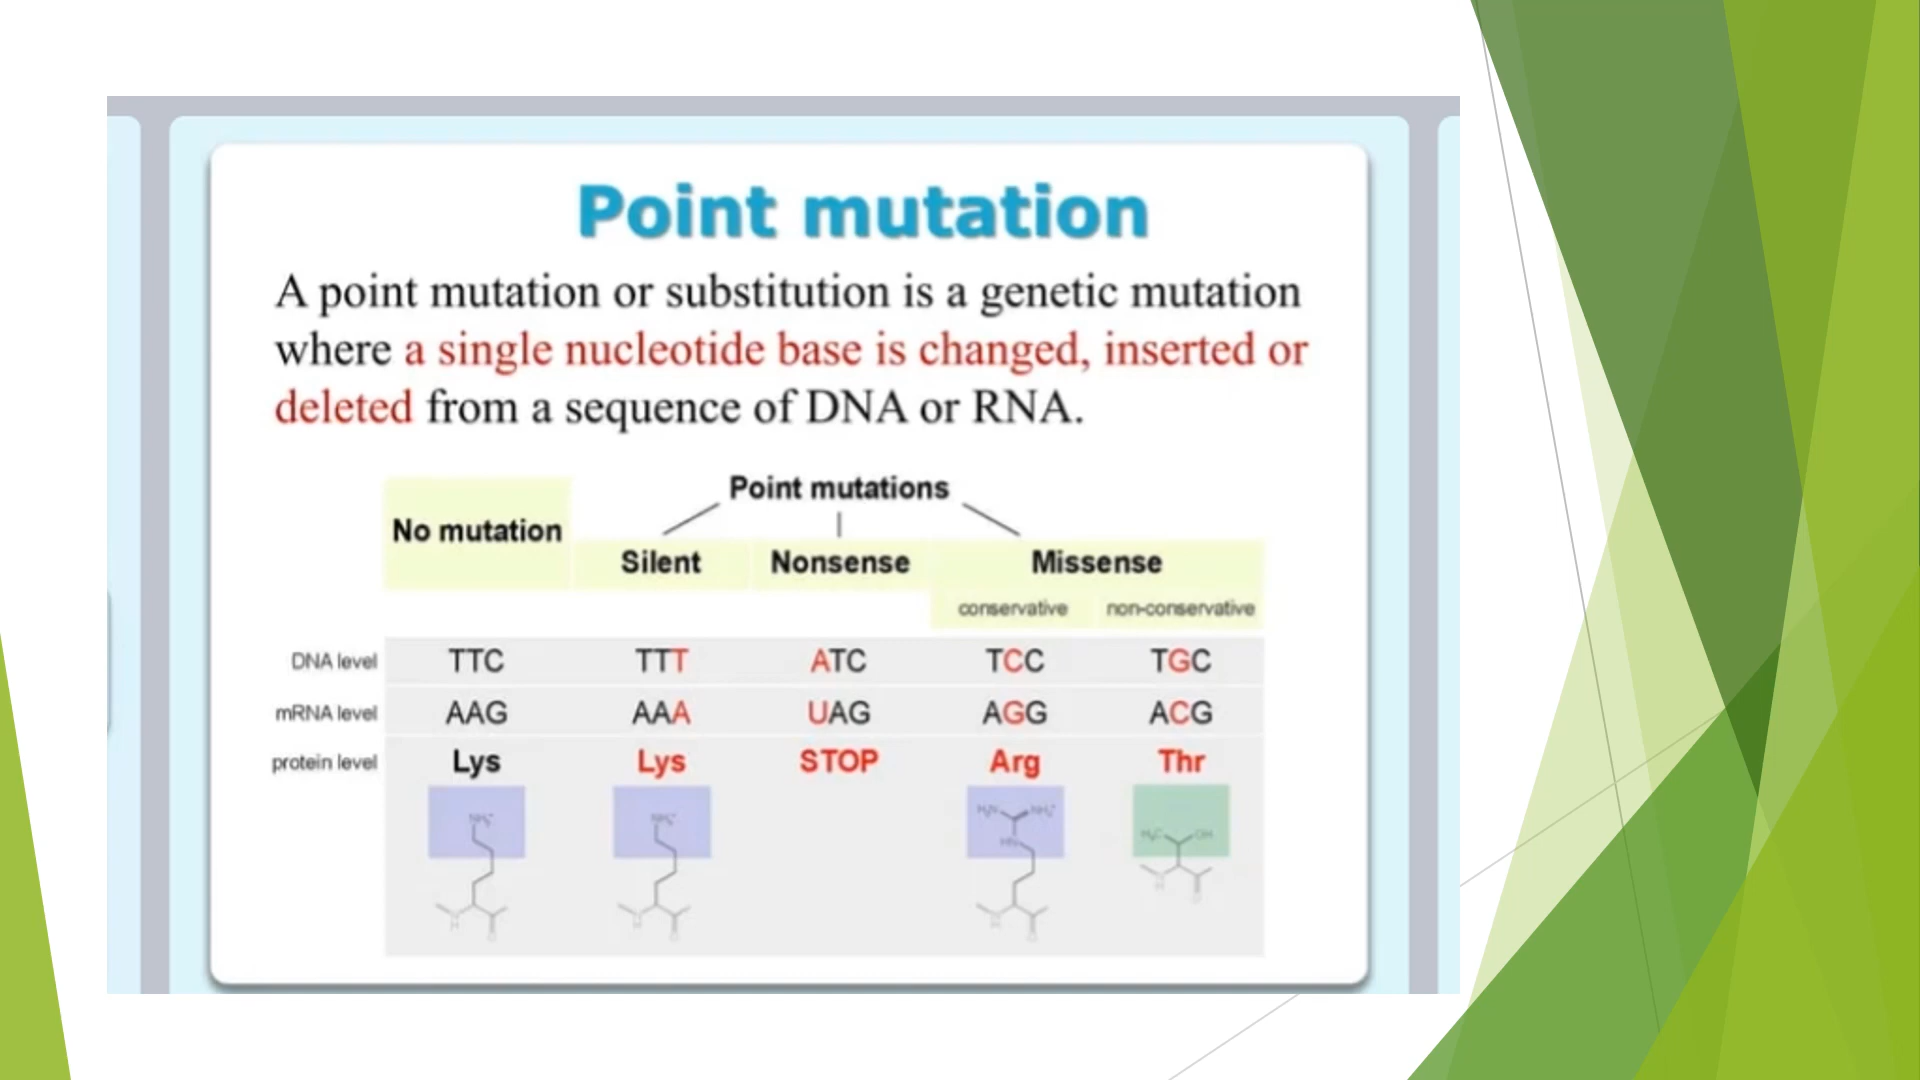 Point mutation
A point mutation or substitution is a genetic mutation
where a single nucleotide base is changed, inserted or
deleted from a sequence of DNA or RNA.
Point mutations
No mutation
Silent Nonsense Missense
conservative non-conservative
DNA level TTC TTT ATC TCC TGC
mRNA level AAG AAA UAG AGG ACG
protein level Lys Lys STOP Arg Thr